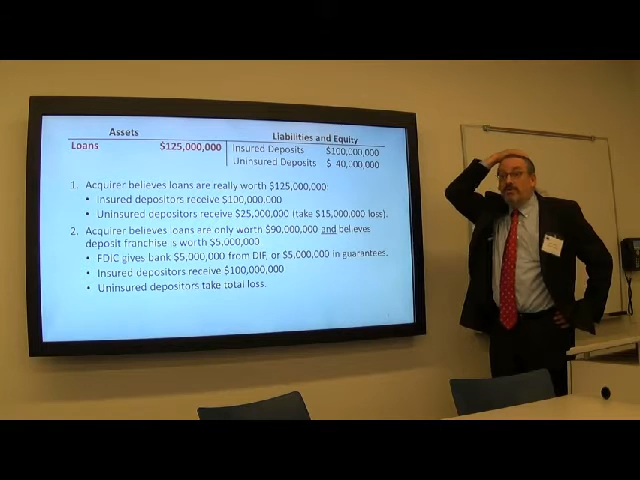 Assets
Liabilities and Equity
Loans $125,000,000 Insured Deposits $100,000,000
Uninsured Deposits $ 40,000,000
1. Acquirer believes loans are really worth $125,000,000:
• Insured depositors receive $100,000,000
• Uninsured depositors receive $25,000,000 (take $15,000,000 loss).
2. Acquirer believes loans are only worth $90,000,000 and believes
deposit franchise is worth $5,000,000
• FDIC gives bank $5,000,000 from DIF, or $5,000,000 in guarantees.
• Insured depositors receive $100,000,000
• Uninsured depositors take total loss.